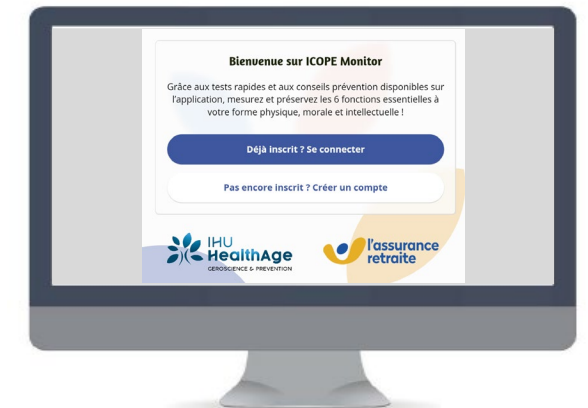 Bienvenue sur ICOPE Monitor
Grâce aux tests rapides et aux conseils prévention disponibles sur
l'application, mesurez et préservez les 6 fonctions essentielles à
votre forme physique, morale et intellectuelle !
Déjà inscrit ? Se connecter
Pas encore inscrit ? Créer un compte
IHU
HealthAge
GEROSCIENCE & PREVENTION
l'assurance
retraite